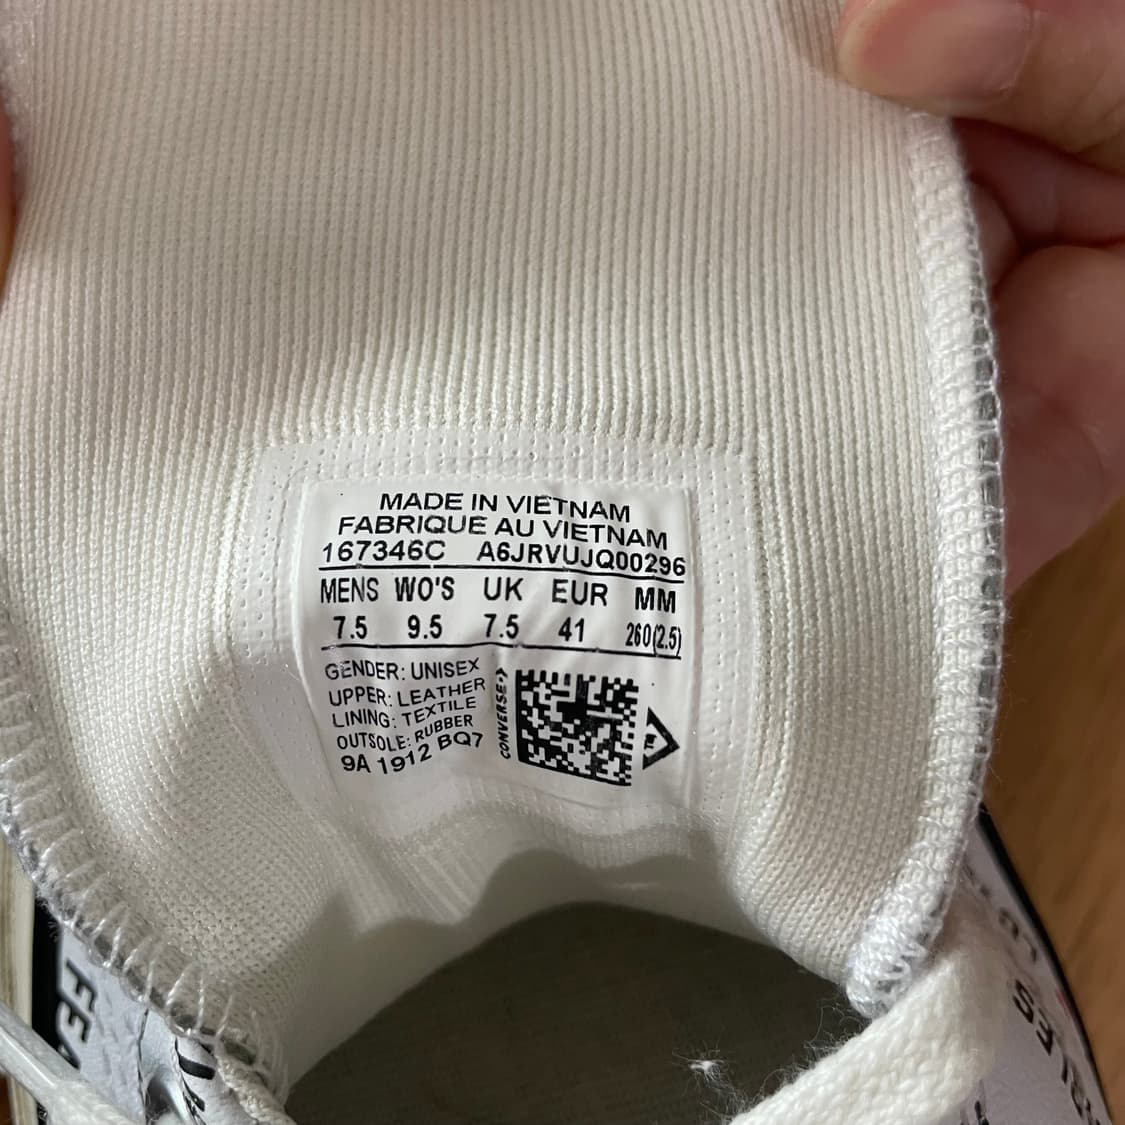 MADE IN VIETNAM
FABRIQUE AU VIETNAM
167346C A6JRVUJQ00296
MENS WO'S UK EUR MM
7.5 9.5 7.5 41 260(2.5)
GENDER: UNISEX
UPPER: LEATHER
LINING: TEXTILE
OUTSOLE: RUBBER
9A 1912 BQ7
CONVERSE